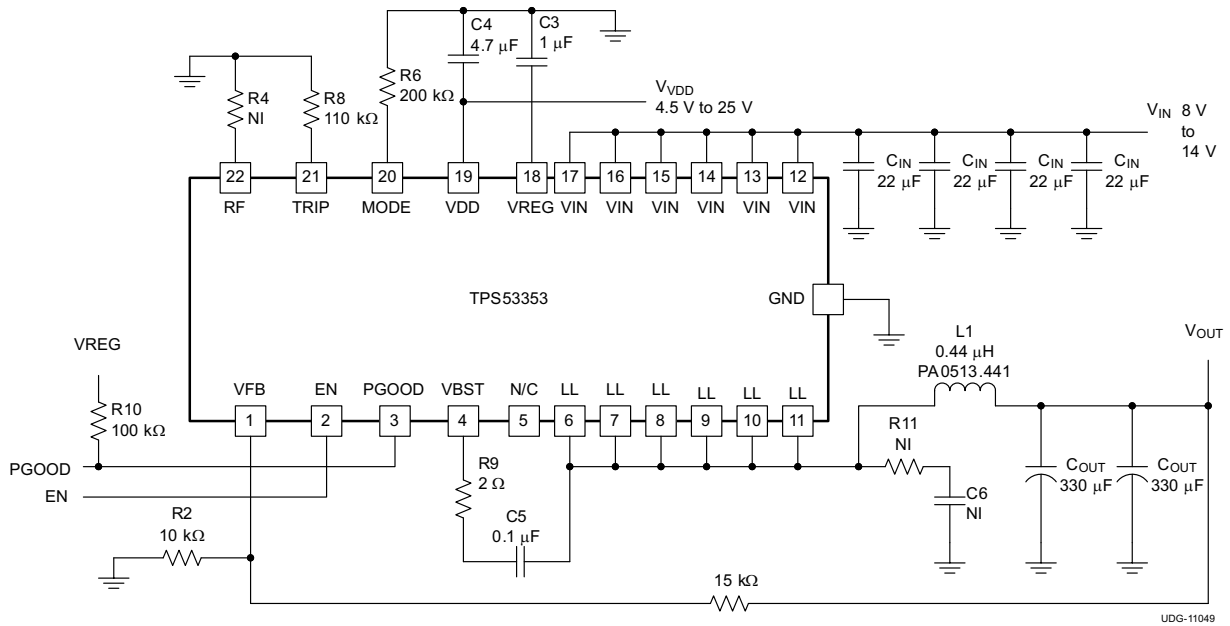 C4
4.7 μF
C3
1 μF
R4
NI
R8
110 kΩ
R6
200 kΩ
V_VDD
4.5 V to 25 V
V_IN 8 V
to
14 V
C_IN
22 μF
C_IN
22 μF
C_IN
22 μF
C_IN
22 μF
22 21 20 19 18 17 16 15 14 13 12
RF TRIP MODE VDD VREG VIN VIN VIN VIN VIN VIN
TPS53353
GND
VREG
R10
100 kΩ
PGOOD
EN
VFB EN PGOOD VBST N/C LL LL LL LL LL LL
1 2 3 4 5 6 7 8 9 10 11
L1
0.44 μH
PA0513.441
V_OUT
R9
2 Ω
C5
0.1 μF
R11
NI
C6
NI
C_OUT
330 μF
C_OUT
330 μF
R2
10 kΩ
15 kΩ
UDG-11049